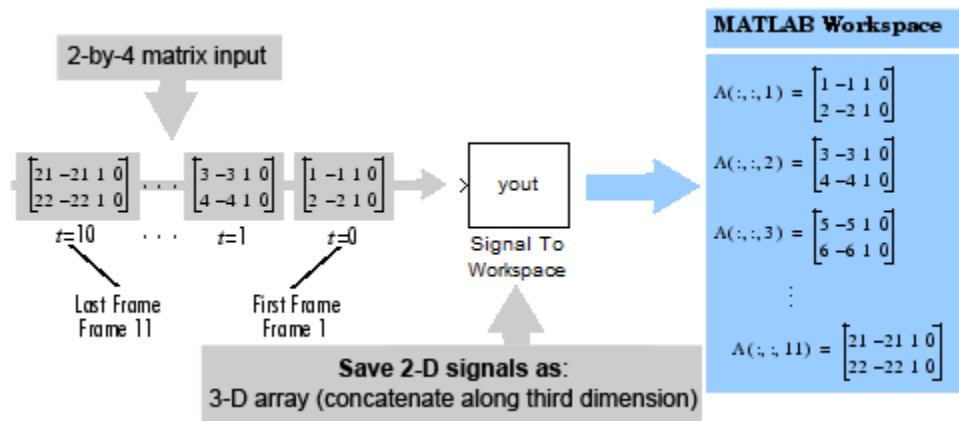 2-by-4 matrix input
[21 -21 1 0
22 -22 1 0]
. . .
[3 -3 1 0
4 -4 1 0]
[1 -1 1 0
2 -2 1 0]
t=10
. . .
t=1
t=0
Last Frame
Frame 11
First Frame
Frame 1
yout
Signal To
Workspace
Save 2-D signals as:
3-D array (concatenate along third dimension)
MATLAB Workspace
A(:,:,1) = [1 -1 1 0
2 -2 1 0]
A(:,:,2) = [3 -3 1 0
4 -4 1 0]
A(:,:,3) = [5 -5 1 0
6 -6 1 0]
⋮
A(:,:,11) = [21 -21 1 0
22 -22 1 0]